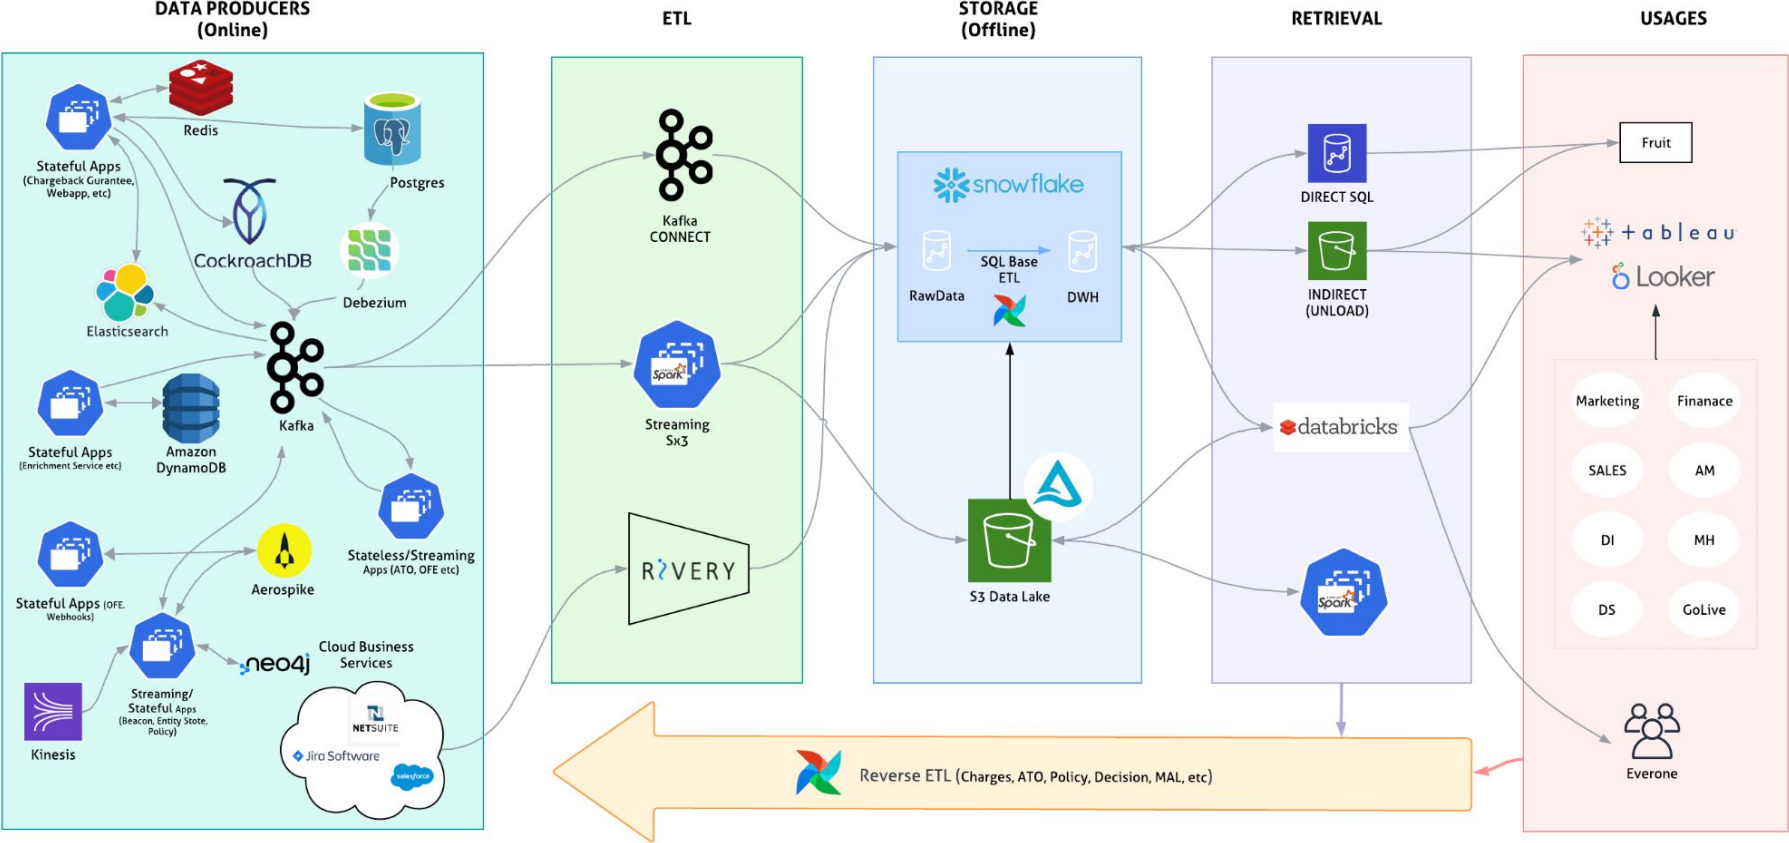 DATA PRODUCERS
(Online)
ETL
STORAGE
(Offline)
RETRIEVAL
USAGES
Redis
Stateful Apps
(Chargeback Gurantee,
Webapp, etc)
Postgres
CockroachDB
Debezium
Elasticsearch
Kafka
Stateful Apps
(Enrichment Service etc)
Amazon
DynamoDB
Stateless/Streaming
Apps (ATO, OFE etc)
Aerospike
Stateful Apps (OFE,
Webhooks)
neo4j
Cloud Business
Services
Streaming/
Stateful Apps
(Beacon, Entity State,
Policy)
Kinesis
N
NETSUITE
Jira Software
salesforce
Kafka
CONNECT
Spark
Streaming
Sx3
RIVERY
snowflake
RawData
SQL Base
ETL
DWH
S3 Data Lake
DIRECT SQL
INDIRECT
(UNLOAD)
databricks
Spark
Fruit
+ableau
Looker
Marketing
Finanace
SALES
AM
DI
MH
DS
GoLive
Everone
Reverse ETL (Charges, ATO, Policy, Decision, MAL, etc)